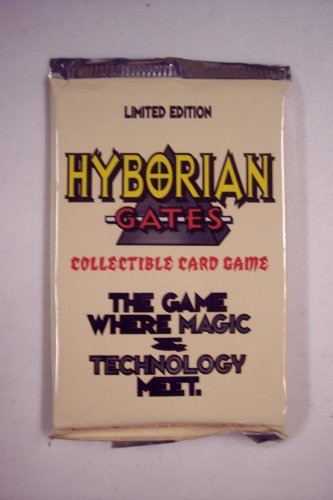 LIMITED EDITION
HYBORIAN
GATES
COLLECTIBLE CARD GAME
THE GAME
WHERE MAGIC
&
TECHNOLOGY
MEET.